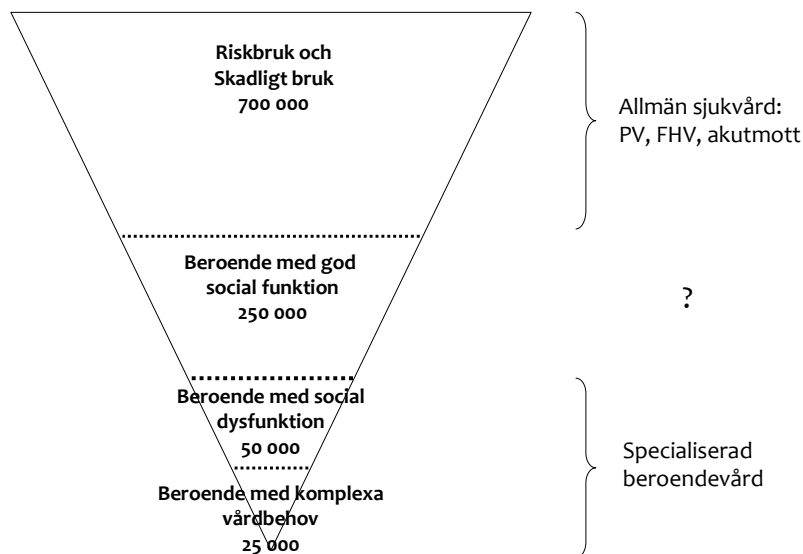 Riskbruk och
Skadligt bruk
700 000
Allmän sjukvård:
PV, FHV, akutmott
Beroende med god
social funktion
250 000
?
Beroende med social
dysfunktion
50 000
Specialiserad
beroendevård
Beroende med komplexa
vårdbehov
25 000